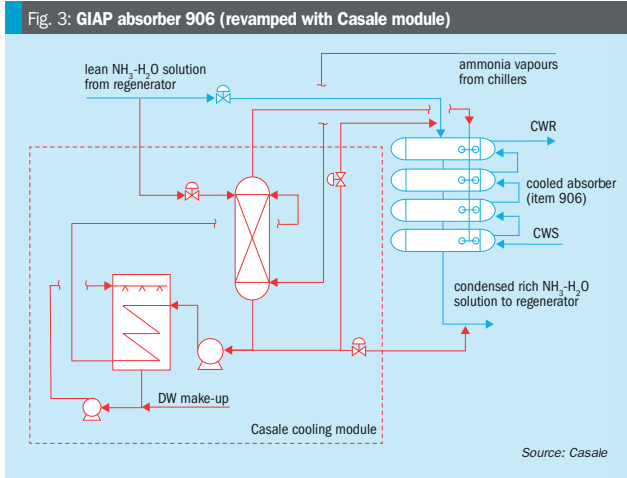 Fig. 3: GIAP absorber 906 (revamped with Casale module)
lean NH₃-H₂O solution
from regenerator
ammonia vapours
from chillers
CWR
cooled absorber
(item 906)
CWS
condensed rich NH₃-H₂O
solution to regenerator
DW make-up
Casale cooling module
Source: Casale